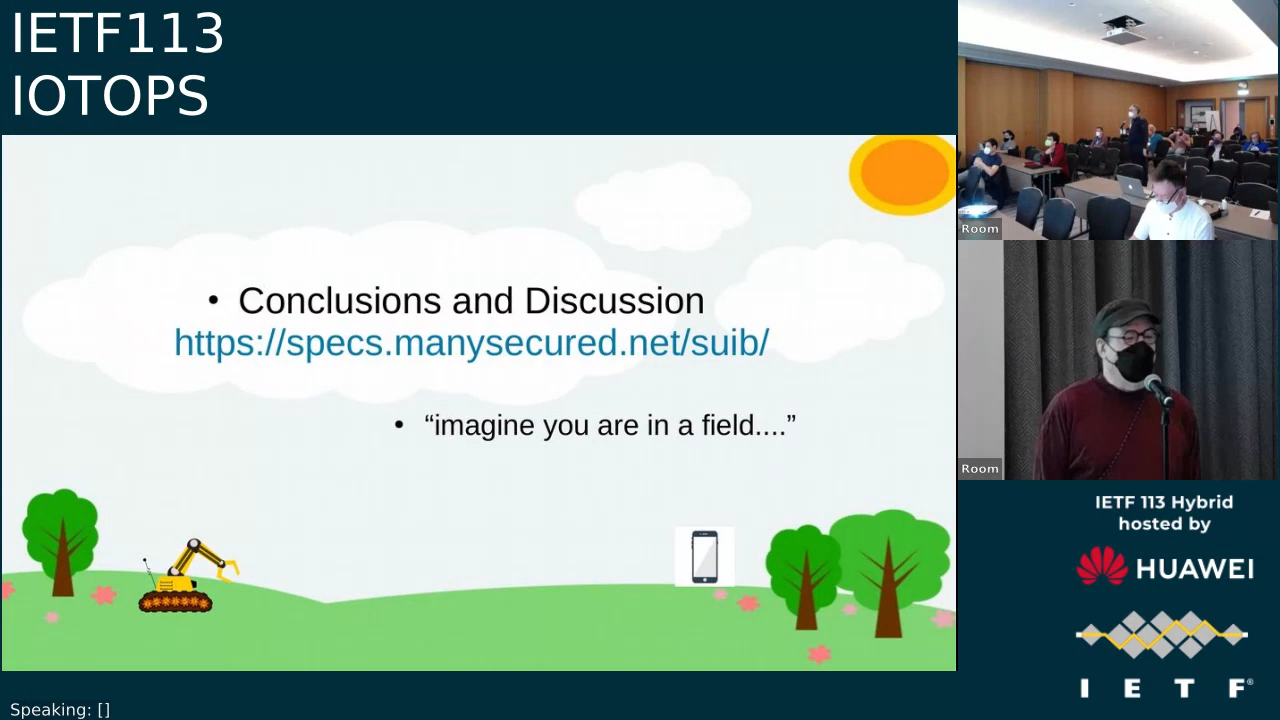 IETF113
IOTOPS
• Conclusions and Discussion
https://specs.manysecured.net/suib/
• “imagine you are in a field....”
Room
Room
IETF 113 Hybrid
hosted by
HUAWEI
I E T F®
Speaking: []